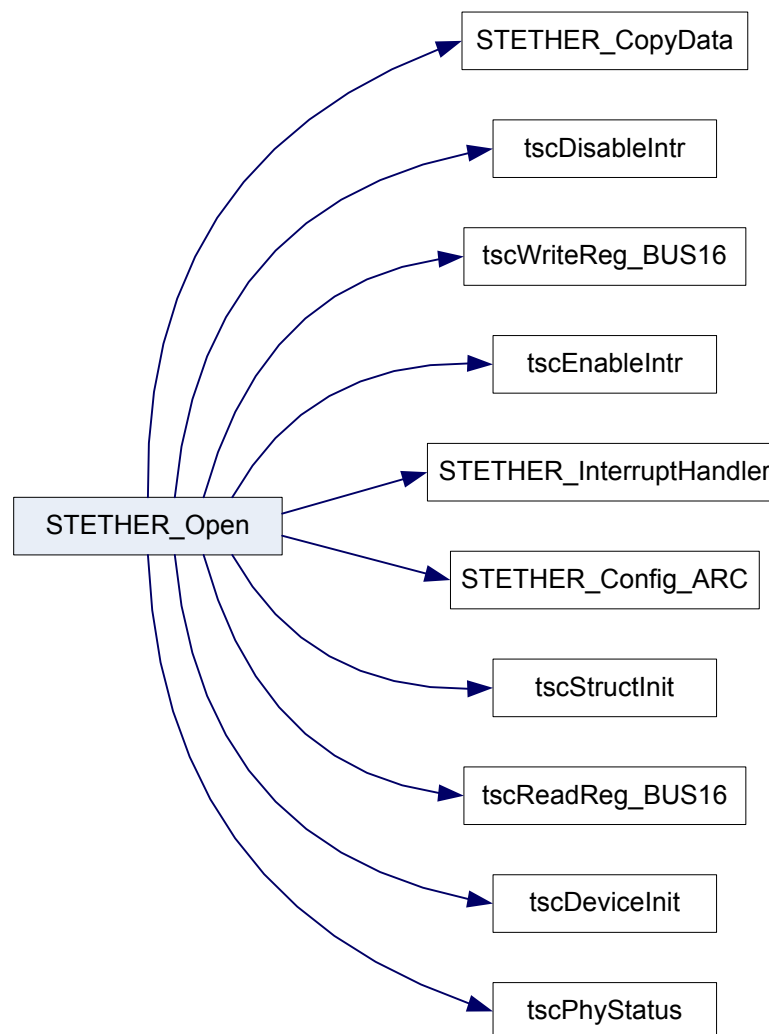 STETHER_CopyData
tscDisableIntr
tscWriteReg_BUS16
tscEnableIntr
STETHER_InterruptHandler
STETHER_Open
STETHER_Config_ARC
tscStructInit
tscReadReg_BUS16
tscDeviceInit
tscPhyStatus